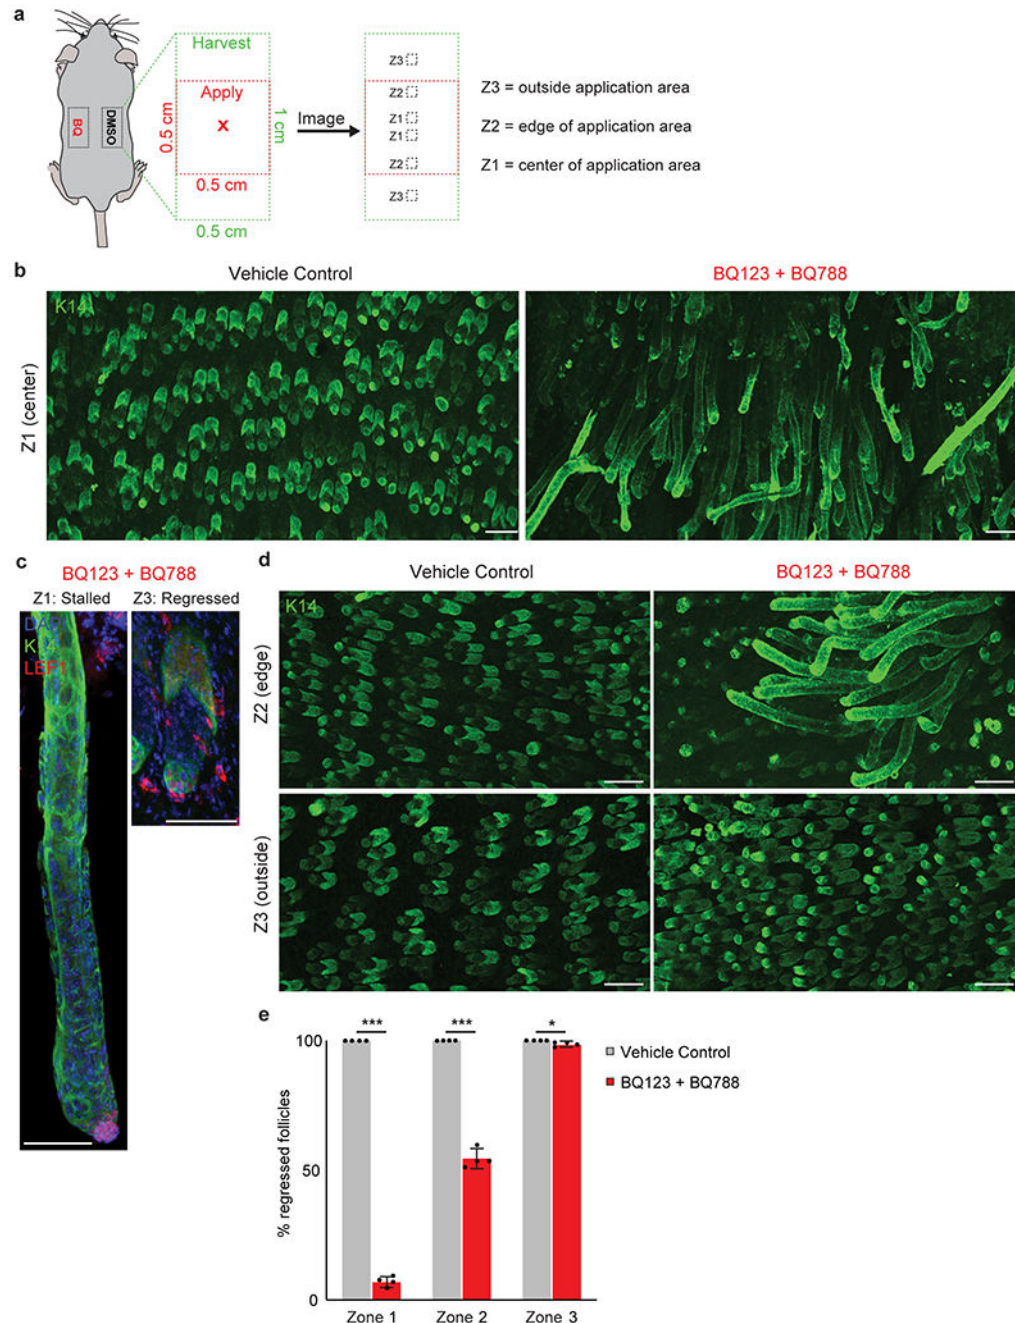 a
Harvest
Apply
x
0.5 cm
1 cm
0.5 cm
0.5 cm
BQ
DMSO
Image
Z3
Z2
Z1
Z1
Z2
Z3
Z3 = outside application area
Z2 = edge of application area
Z1 = center of application area
b
Vehicle Control
BQ123 + BQ788
K14
Z1 (center)
c
BQ123 + BQ788
Z1: Stalled
Z3: Regressed
DAPI
K14
LEF1
d
Vehicle Control
BQ123 + BQ788
K14
Z2 (edge)
Z3 (outside)
e
*** *** *
100
50
0
% regressed follicles
Zone 1 Zone 2 Zone 3
Vehicle Control
BQ123 + BQ788